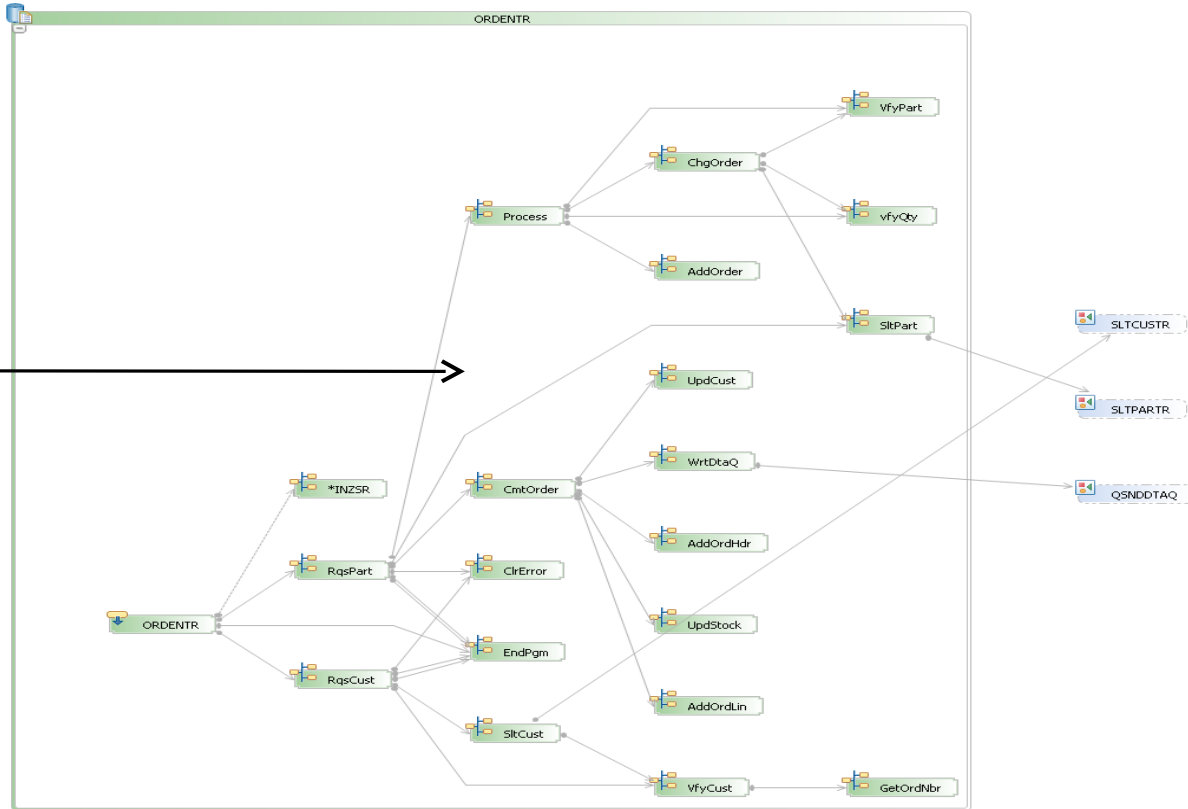 ORDENTR
VfyPart
ChgOrder
Process
vfyQty
AddOrder
SltPart
SLTCUSTR
UpdCust
SLTPARTR
WrtDtaQ
*INZSR
CmtOrder
QSNDDTAQ
AddOrdHdr
RqsPart
ClrError
ORDENTR
UpdStock
EndPgm
RqsCust
AddOrdLin
SltCust
VfyCust
GetOrdNbr